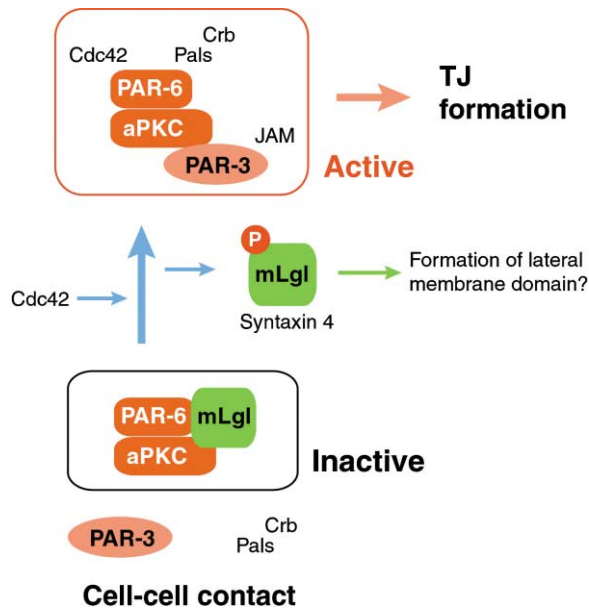 Crb
Cdc42 Pals
PAR-6
aPKC
JAM
PAR-3
Active
TJ
formation
P
mLgl
Syntaxin 4
Formation of lateral
membrane domain?
Cdc42
PAR-6 mLgl
aPKC
Inactive
PAR-3
Crb
Pals
Cell-cell contact